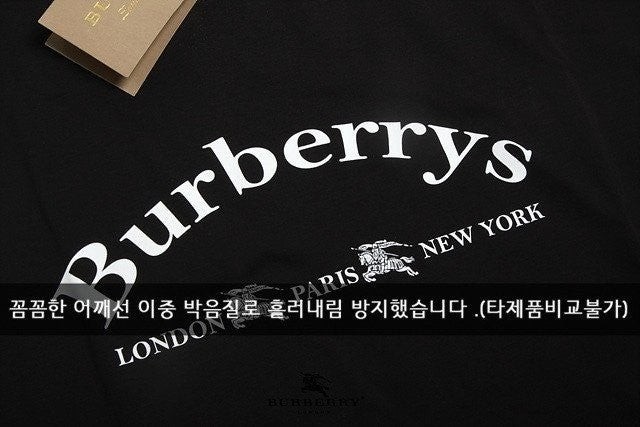 Burberrys
LONDON PARIS NEW YORK
꼼꼼한 어깨선 이중 박음질로 흘러내림 방지했습니다 .(타제품비교불가)
BURBERRY